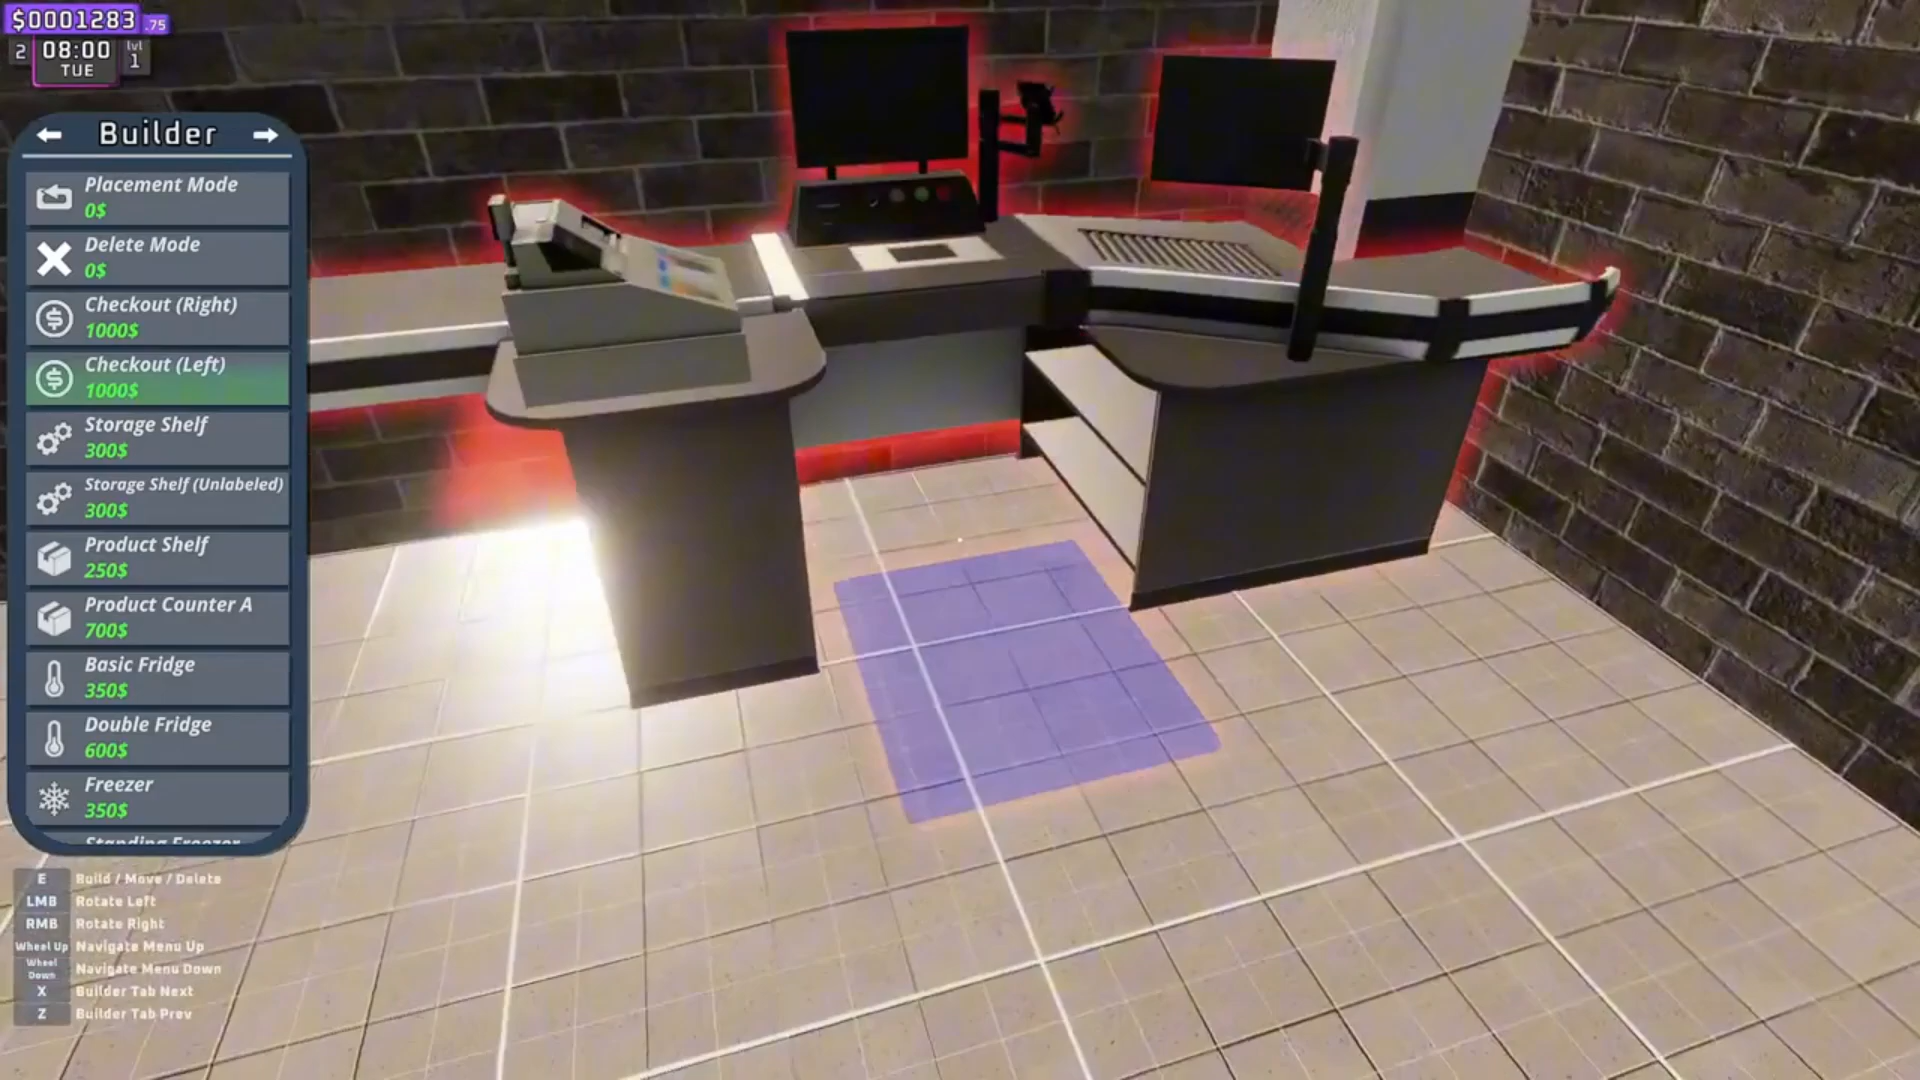 $0001283.75
2 08:00 lvl
TUE 1
Builder
Placement Mode
0$
Delete Mode
0$
Checkout (Right)
1000$
Checkout (Left)
1000$
Storage Shelf
300$
Storage Shelf (Unlabeled)
300$
Product Shelf
250$
Product Counter A
700$
Basic Fridge
350$
Double Fridge
600$
Freezer
350$
Standing Freezer
E Build / Move / Delete
LMB Rotate Left
RMB Rotate Right
Wheel Up Navigate Menu Up
Wheel Down Navigate Menu Down
X Builder Tab Next
Z Builder Tab Prev